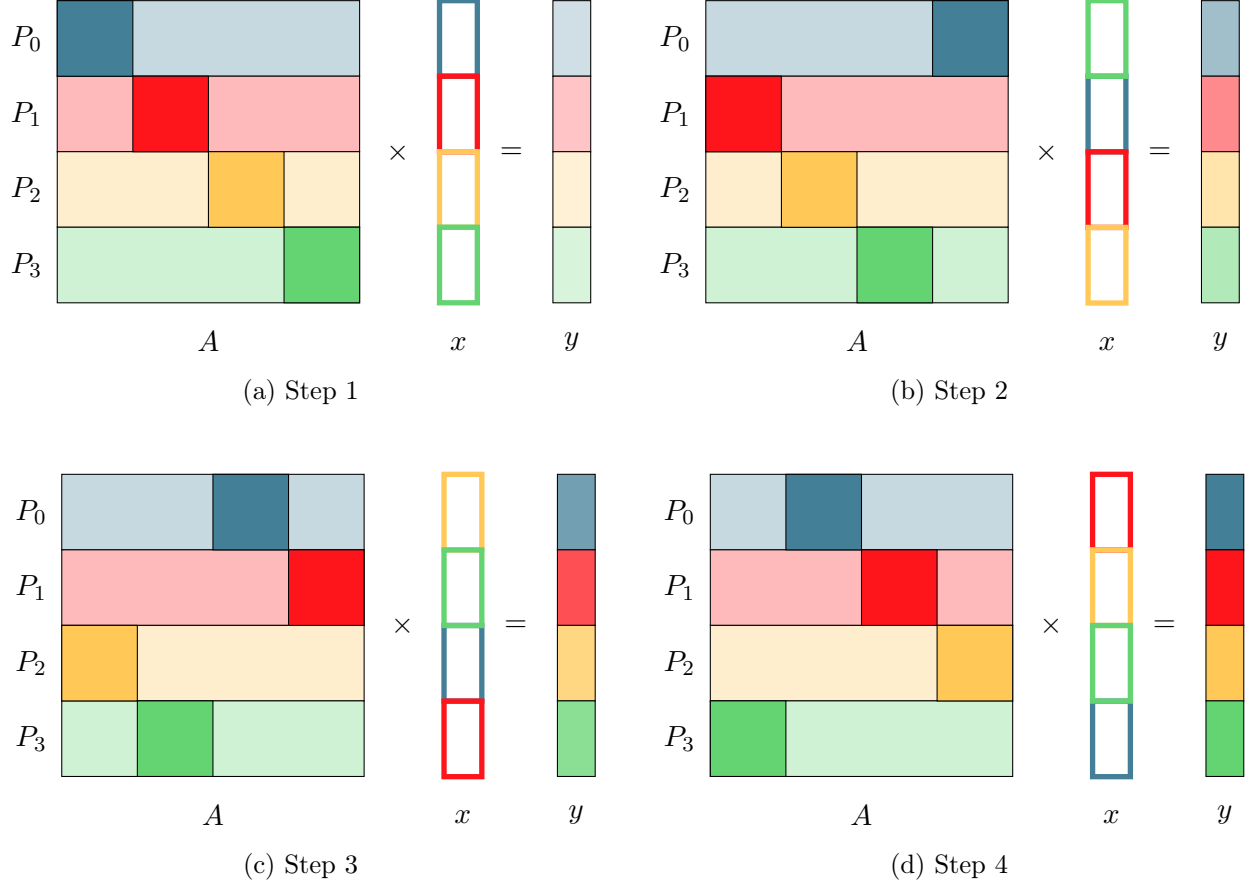 P₀
P₁
P₂
P₃
× =
A x y
(a) Step 1
P₀
P₁
P₂
P₃
× =
A x y
(b) Step 2
P₀
P₁
P₂
P₃
× =
A x y
(c) Step 3
P₀
P₁
P₂
P₃
× =
A x y
(d) Step 4